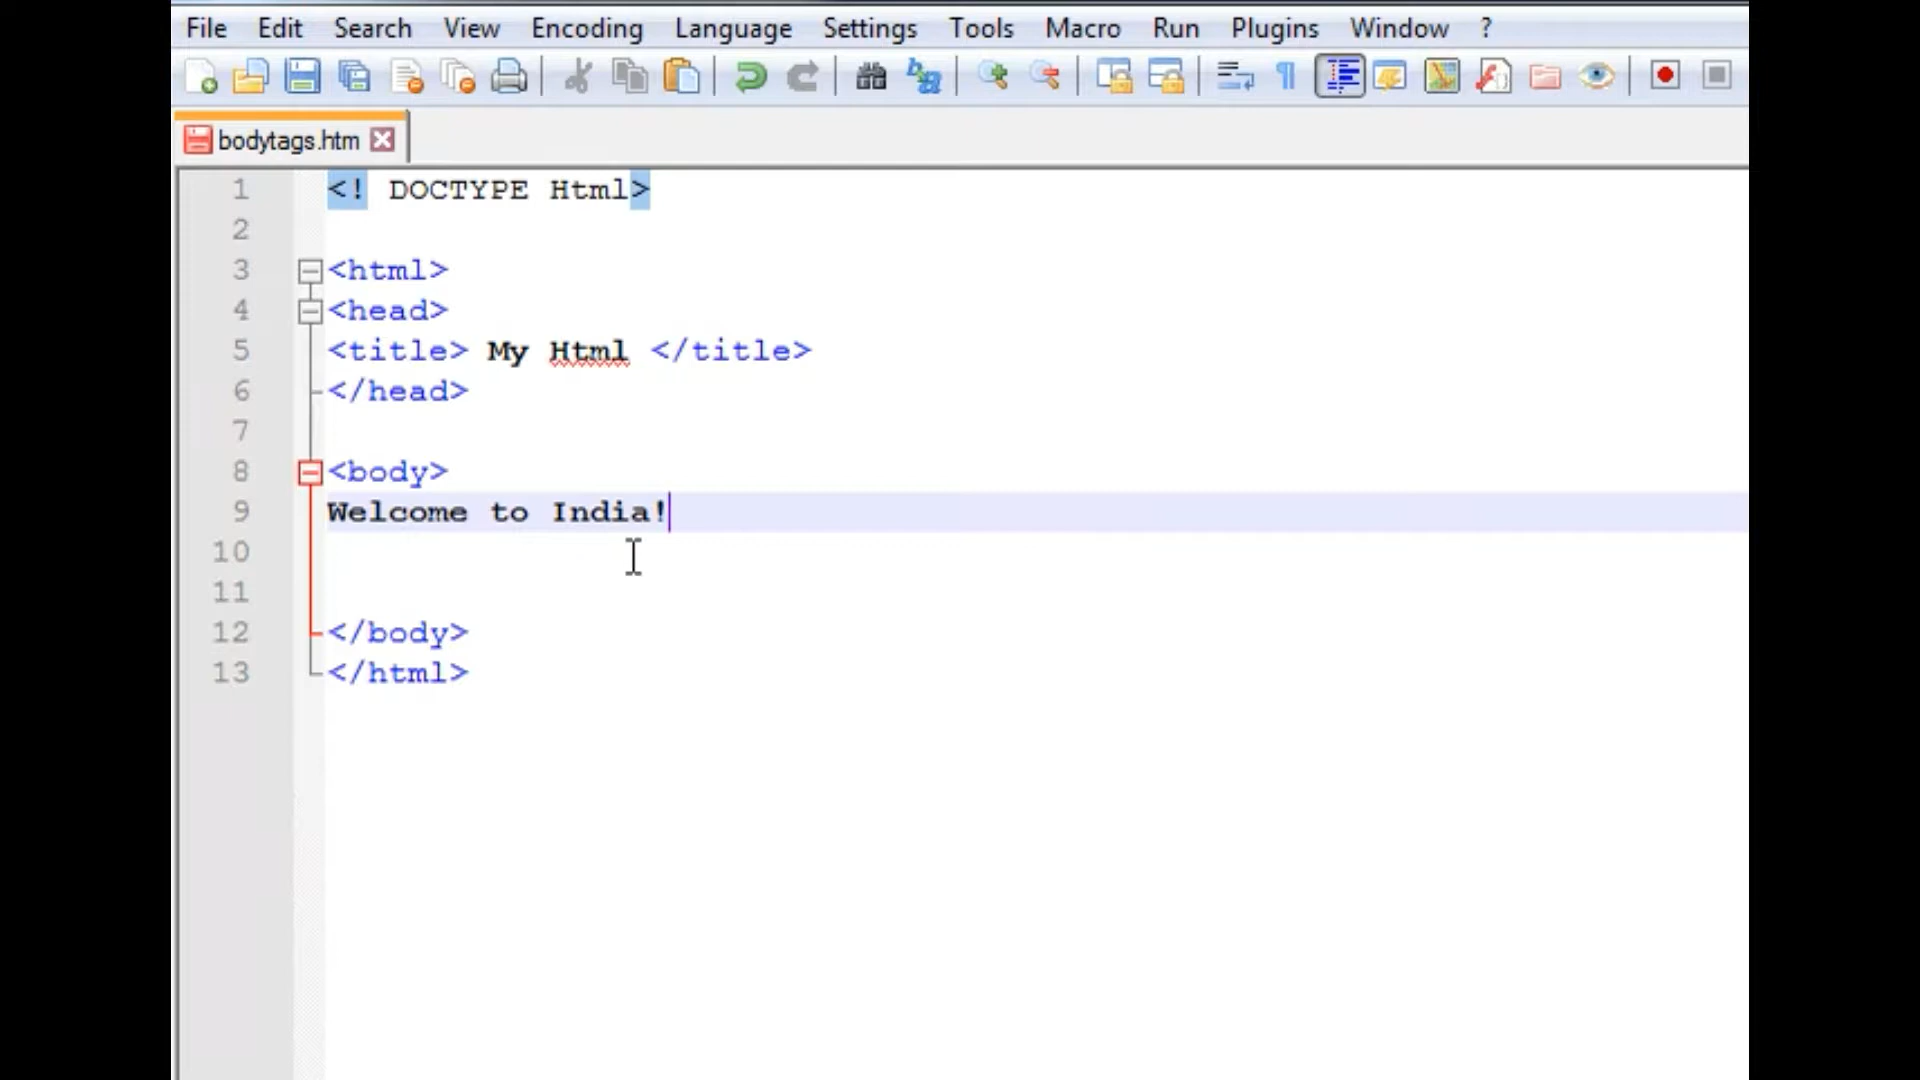 File Edit Search View Encoding Language Settings Tools Macro Run Plugins Window ?
bodytags.htm
1 <! DOCTYPE Html>
2
3 <html>
4 <head>
5 <title> My Html </title>
6 </head>
7
8 <body>
9 Welcome to India!
10
11
12 </body>
13 </html>